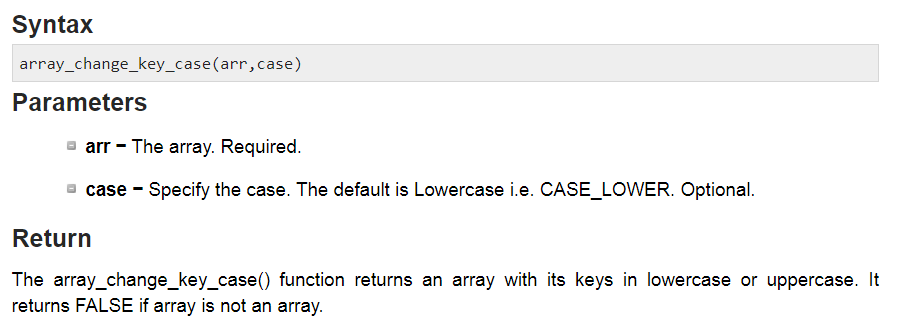 Syntax
array_change_key_case(arr,case)
Parameters
arr − The array. Required.
case − Specify the case. The default is Lowercase i.e. CASE_LOWER. Optional.
Return
The array_change_key_case() function returns an array with its keys in lowercase or uppercase. It
returns FALSE if array is not an array.